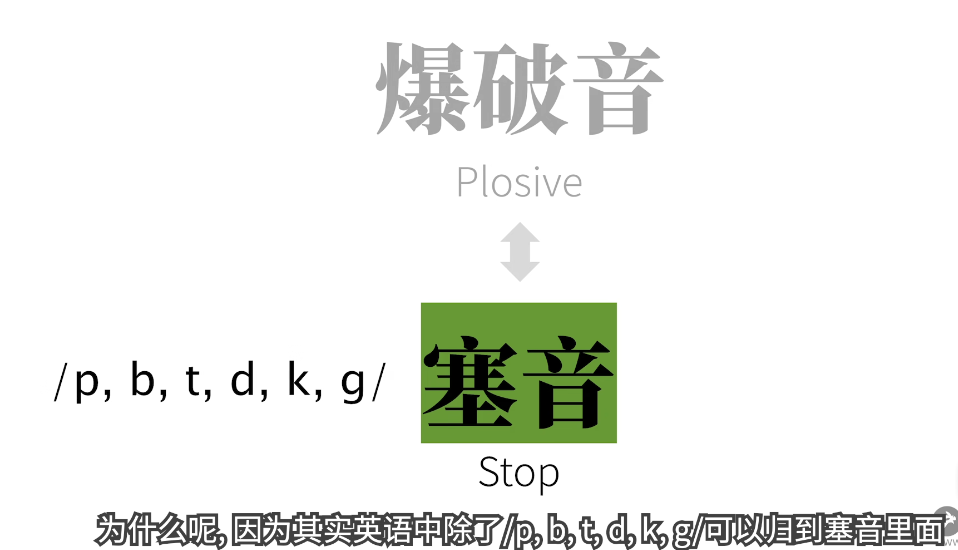 爆破音
Plosive
/p, b, t, d, k, g/
塞音
Stop
为什么呢, 因为其实英语中除了/p, b, t, d, k, g/可以归到塞音里面